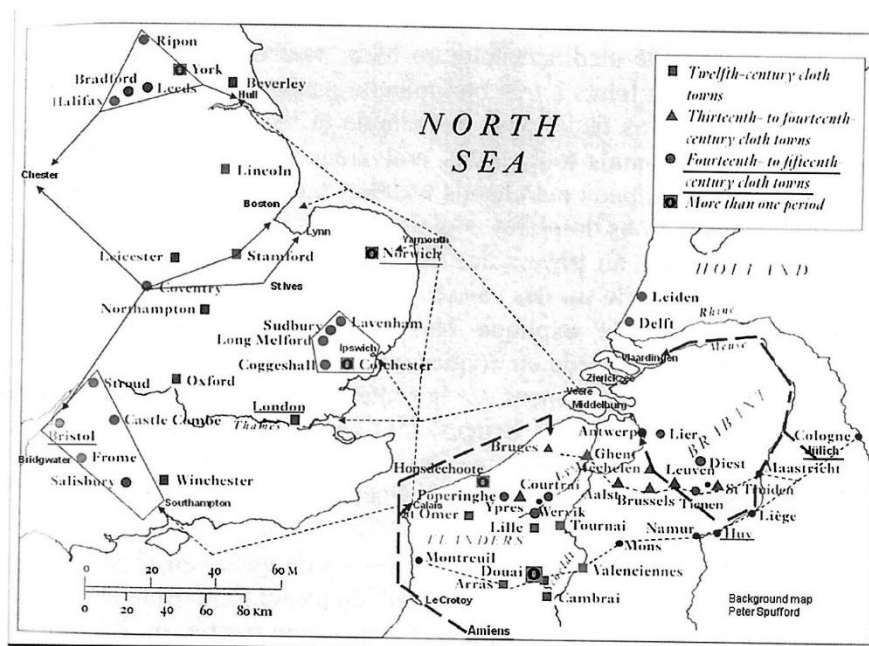 Ripon
York
Bradford
Leeds
Beverley
Halifax
Hull
NORTH
SEA
Twelfth-century cloth
towns
Thirteenth- to fourteenth-
century cloth towns
Fourteenth- to fifteenth
century cloth towns
More than one period
Chester
Lincoln
Boston
Lynn
Yarmouth
Leicester
Stamford
Norwich
HOLLAND
Coventry
St Ives
Northampton
Sudbury
Lavenham
Long Melford
Ipswich
Coggeshall
Colchester
Leiden
Delft
Rhine
Meuse
Vlaardingen
Zierickzee
Veere
Middelburg
BRABANT
Stroud
Oxford
London
Thames
Castle Combe
Bristol
Bridgwater
Frome
Salisbury
Winchester
Southampton
Antwerp
Lier
Cologne
Jülich
Bruges
Ghent
Mechelen
Leuven
Diest
Maastricht
Hondschoote
Calais
Poperinghe
Courtrai
Aalst
St Truiden
Ypres
Brussels
Tienen
St Omer
Wervik
Liège
Lille
Tournai
Namur
Huy
FLANDERS
Mons
Montreuil
Douai
Valenciennes
Arras
Cambrai
Le Crotoy
Amiens
0 20 40 60 M
0 20 40 60 80 Km
Background map
Peter Spufford